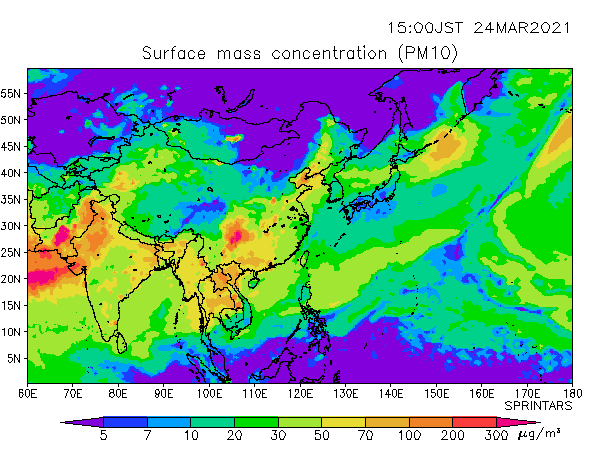 15:00JST 24MAR2021
Surface mass concentration (PM10)
55N
50N
45N
40N
35N
30N
25N
20N
15N
10N
5N
60E 70E 80E 90E 100E 110E 120E 130E 140E 150E 160E 170E 180
SPRINTARS
5 7 10 20 30 50 70 100 200 300 μg/m³